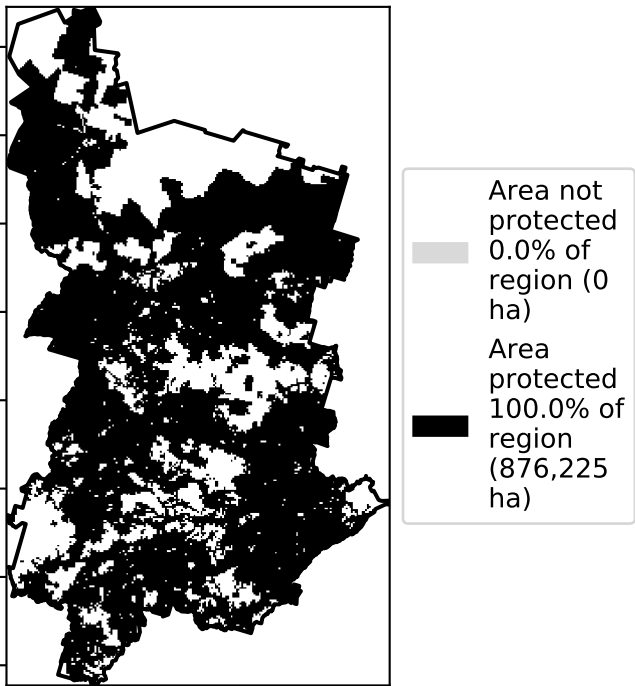 Area not
protected
0.0% of
region (0
ha)
Area
protected
100.0% of
region
(876,225
ha)